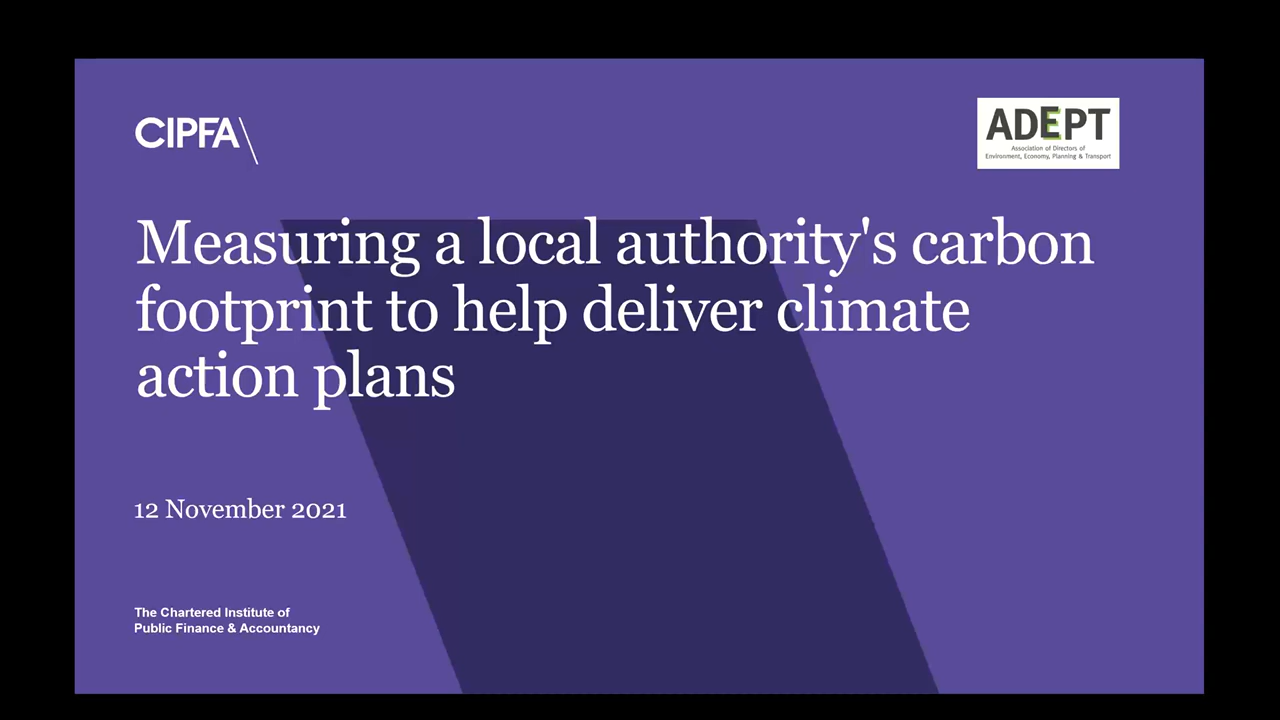 CIPFA
ADEPT
Association of Directors of
Environment, Economy, Planning & Transport
Measuring a local authority's carbon
footprint to help deliver climate
action plans
12 November 2021
The Chartered Institute of
Public Finance & Accountancy